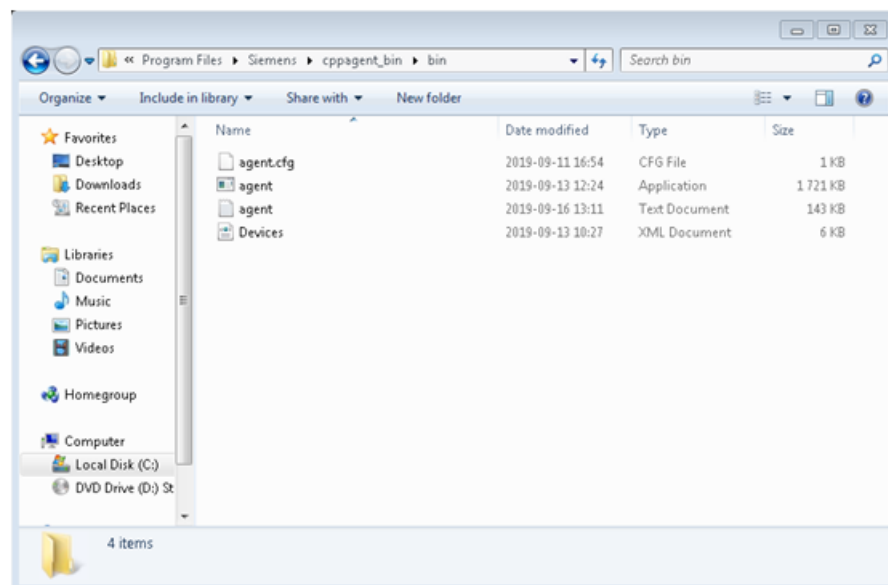 « Program Files ▸ Siemens ▸ cppagent_bin ▸ bin
Search bin
Organize Include in library Share with New folder
Favorites
Desktop
Downloads
Recent Places
Libraries
Documents
Music
Pictures
Videos
Homegroup
Computer
Local Disk (C:)
DVD Drive (D:) St
Name Date modified Type Size
agent.cfg 2019-09-11 16:54 CFG File 1 KB
agent 2019-09-13 12:24 Application 1 721 KB
agent 2019-09-16 13:11 Text Document 143 KB
Devices 2019-09-13 10:27 XML Document 6 KB
4 items